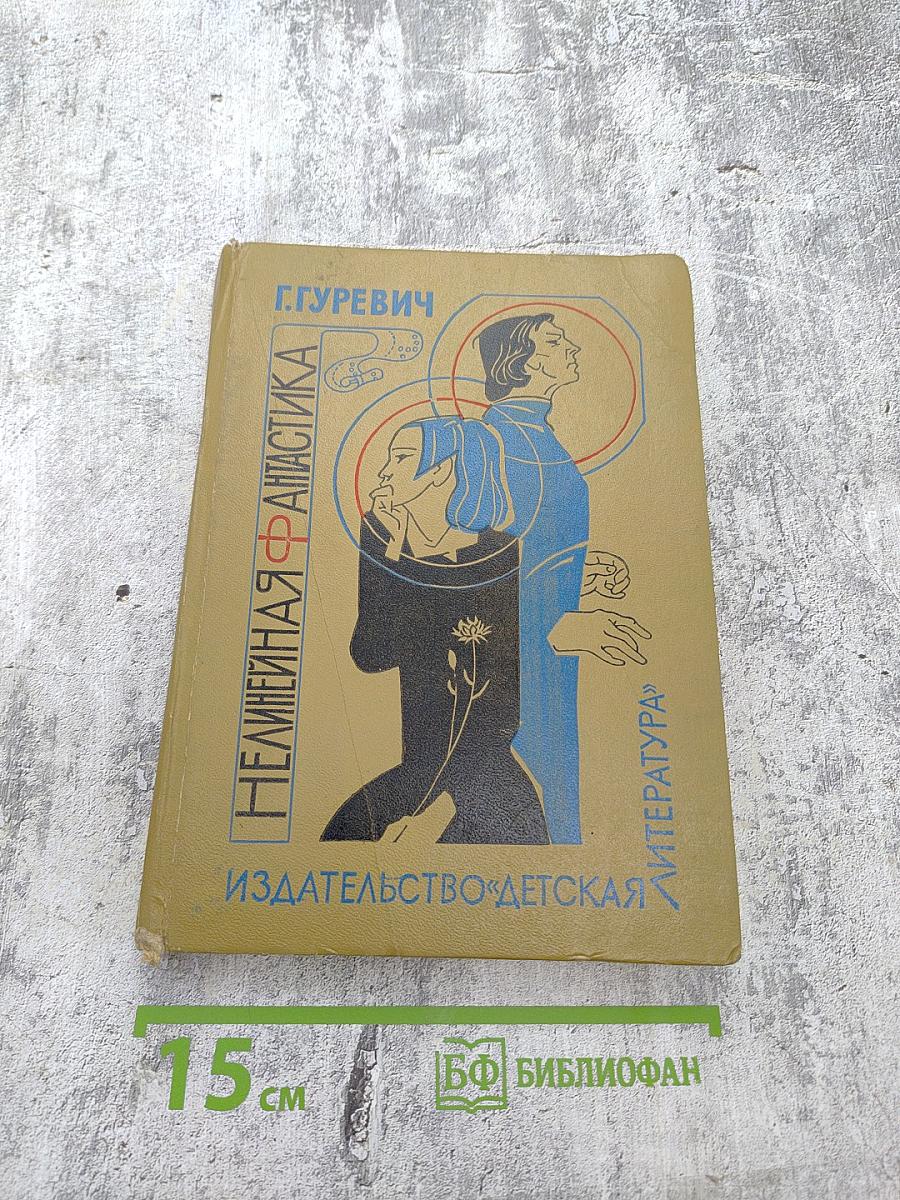 Г.ГУРЕВИЧ
НЕЛИНЕЙНАЯ ФАНТАСТИКА
ИЗДАТЕЛЬСТВО «ДЕТСКАЯ
ЛИТЕРАТУРА»
15 см
БФ БИБЛИОФАН